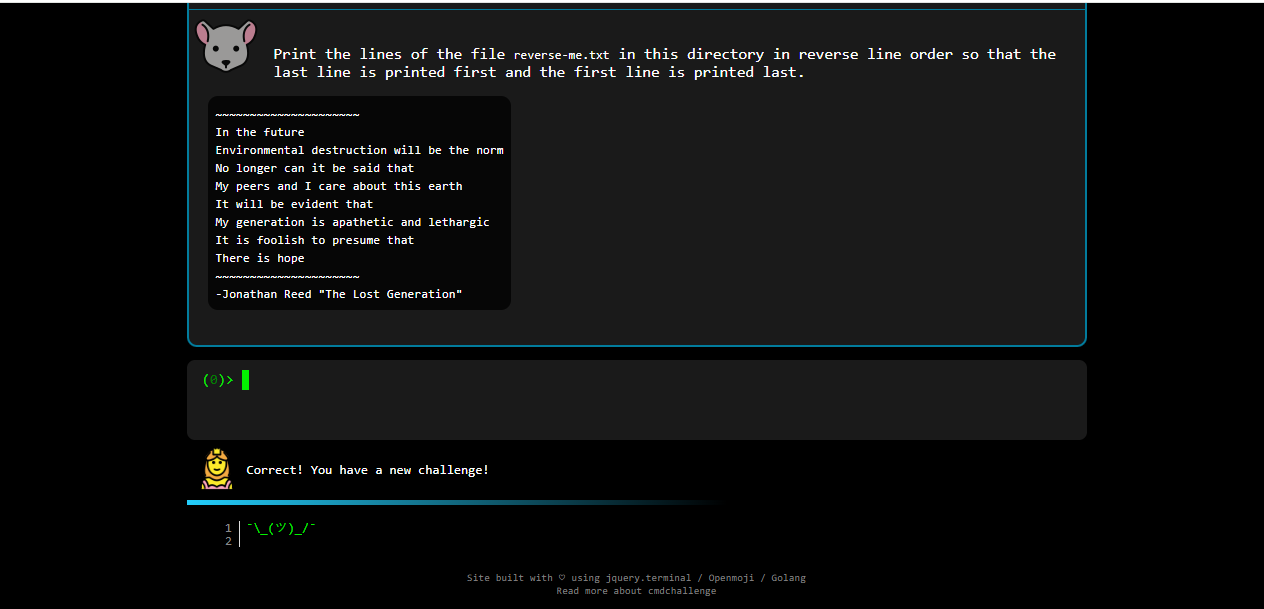 Print the lines of the file reverse-me.txt in this directory in reverse line order so that the
last line is printed first and the first line is printed last.
~~~~~~~~~~~~~~~~~~~~~
In the future
Environmental destruction will be the norm
No longer can it be said that
My peers and I care about this earth
It will be evident that
My generation is apathetic and lethargic
It is foolish to presume that
There is hope
~~~~~~~~~~~~~~~~~~~~~
-Jonathan Reed "The Lost Generation"
(0)>
Correct! You have a new challenge!
1 ¯\_(ツ)_/¯
2
Site built with ♡ using jquery.terminal / Openmoji / Golang
Read more about cmdchallenge